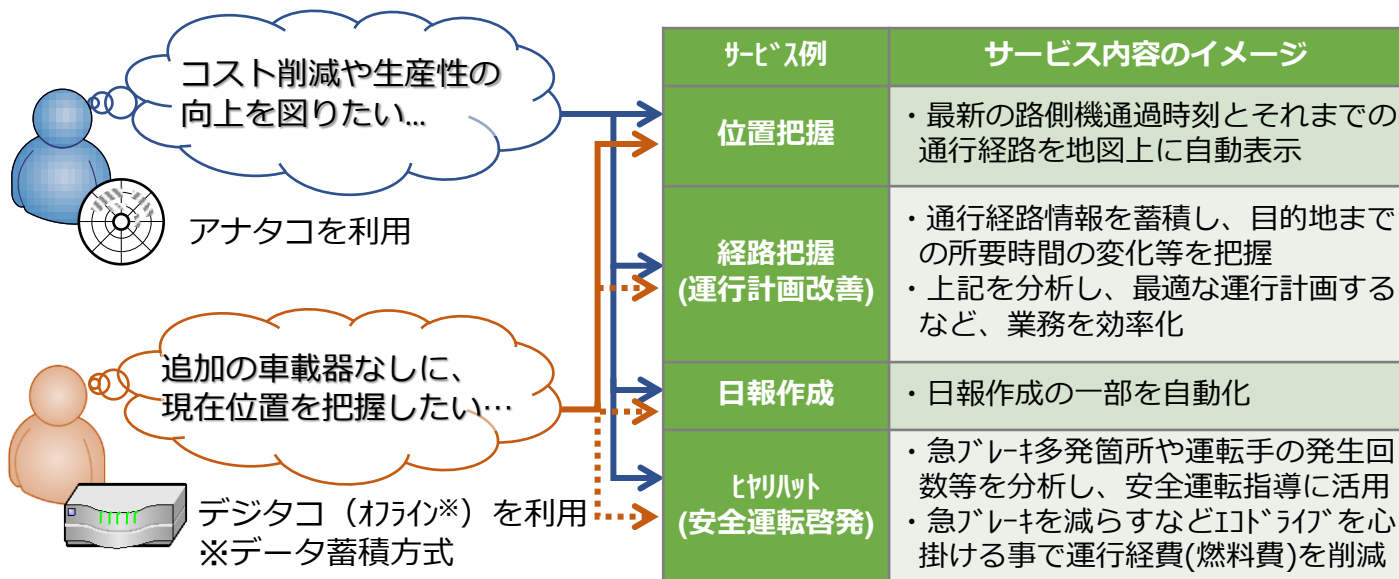 コスト削減や生産性の
向上を図りたい...
アナタコを利用
追加の車載器なしに、
現在位置を把握したい…
デジタコ（ｵﾌﾗｲﾝ※）を利用
※データ蓄積方式
ｻｰﾋﾞｽ例
サービス内容のイメージ
位置把握
・最新の路側機通過時刻とそれまでの
通行経路を地図上に自動表示
経路把握
(運行計画改善)
・通行経路情報を蓄積し、目的地まで
の所要時間の変化等を把握
・上記を分析し、最適な運行計画する
など、業務を効率化
日報作成
・日報作成の一部を自動化
ﾋﾔﾘﾊｯﾄ
(安全運転啓発)
・急ﾌﾞﾚｰｷ多発箇所や運転手の発生回
数等を分析し、安全運転指導に活用
・急ﾌﾞﾚｰｷを減らすなどｴｺﾄﾞﾗｲﾌﾞを心
掛ける事で運行経費(燃料費)を削減